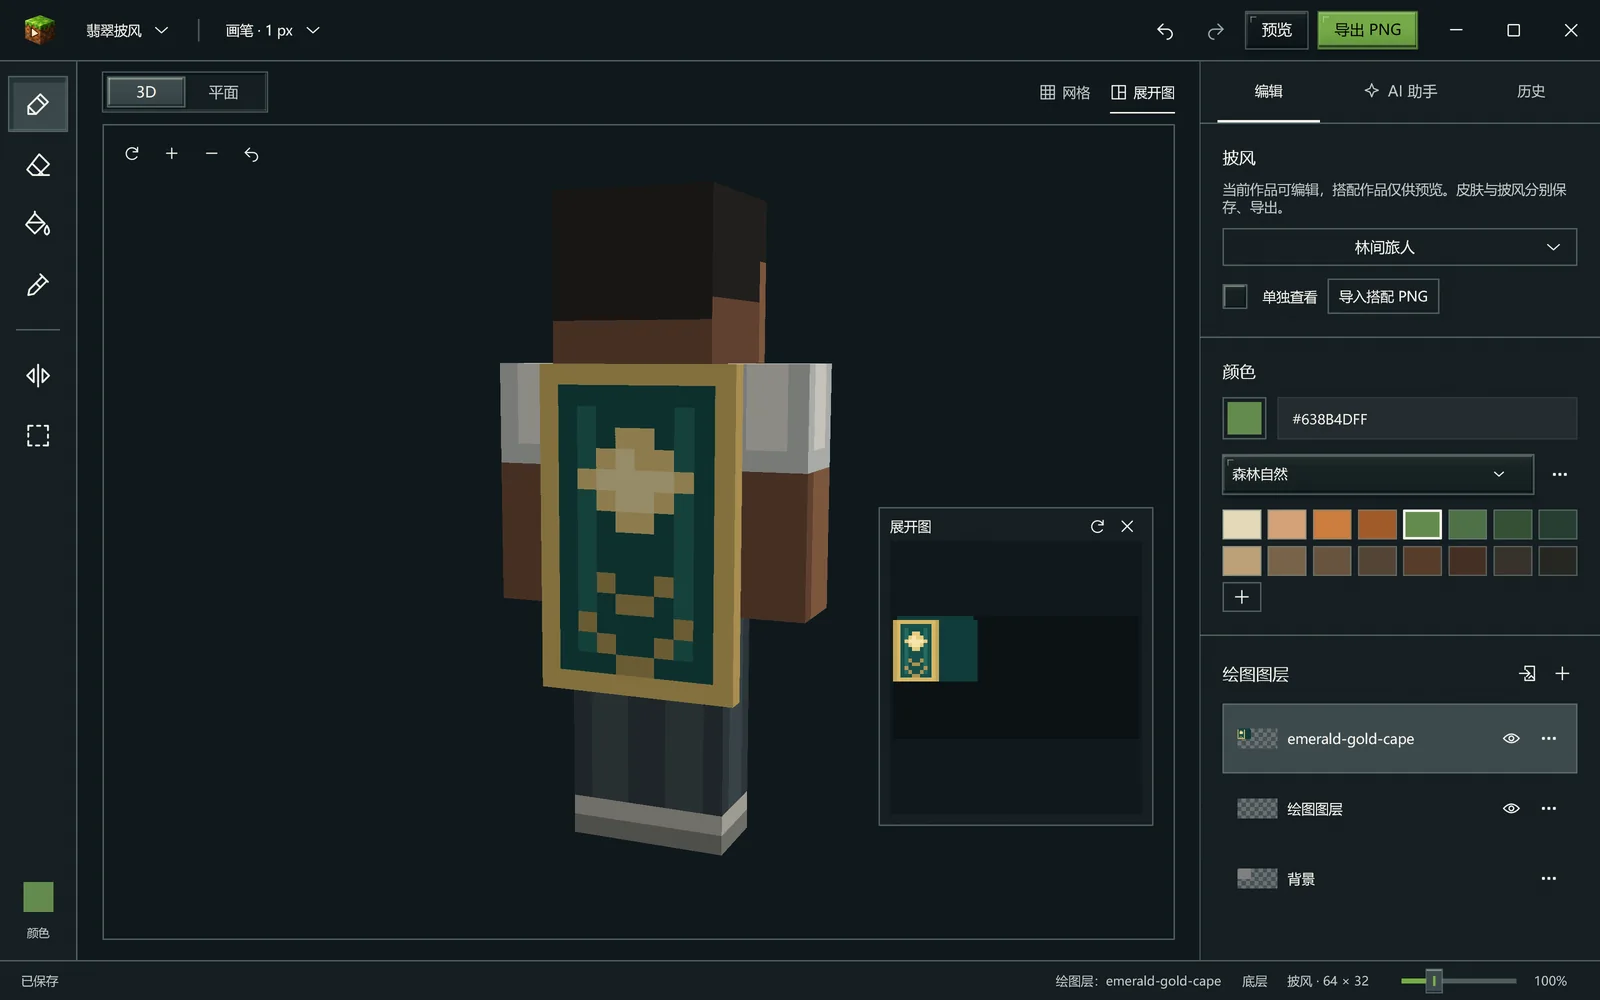 翡翠披风
画笔 · 1 px
预览
导出 PNG
3D
平面
网格
展开图
编辑
AI 助手
历史
披风
当前作品可编辑，搭配作品仅供预览。皮肤与披风分别保
存、导出。
林间旅人
单独查看
导入搭配 PNG
颜色
#638B4DFF
森林自然
展开图
绘图图层
emerald-gold-cape
绘图图层
背景
颜色
已保存
绘图层：emerald-gold-cape
底层
披风 · 64 × 32
100%